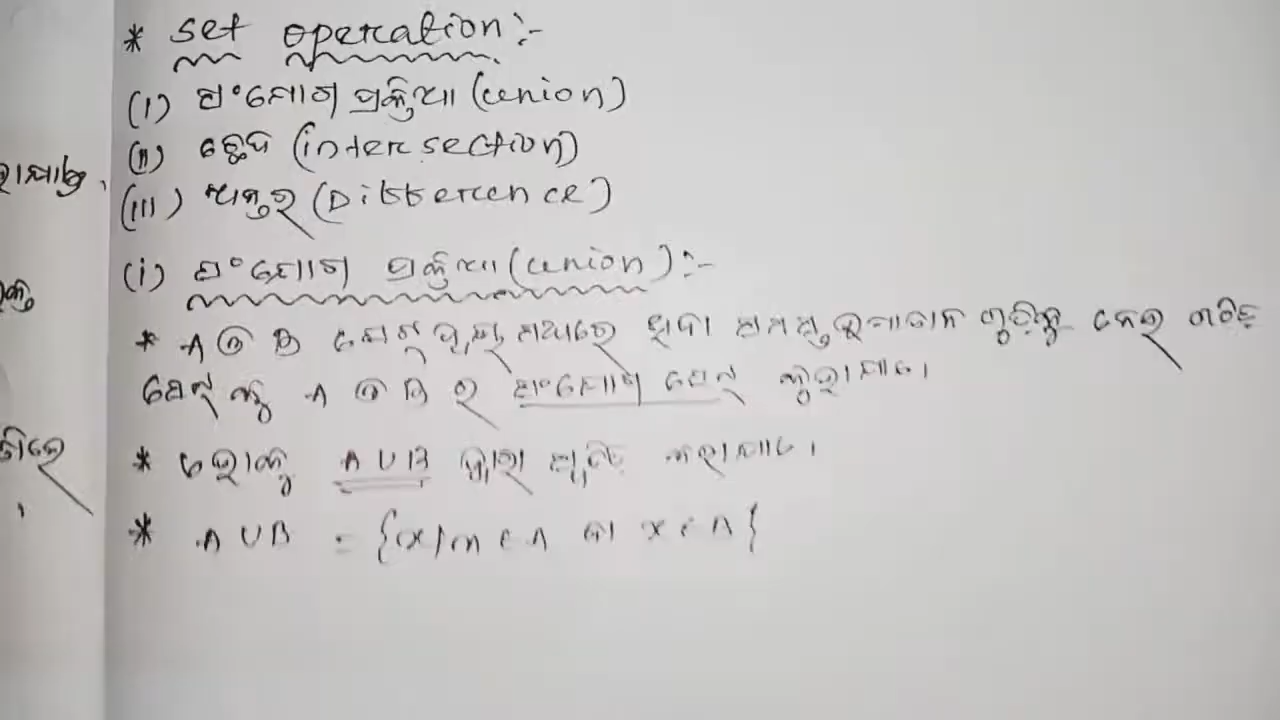 * Set operation:-
(I) ସଂଯୋଗ ପ୍ରକ୍ରିୟା (union)
(II) ଛେଦ (intersection)
(III) ଅନ୍ତର (Difference)
(i) ସଂଯୋଗ ପ୍ରକ୍ରିୟା (union) :-
* A ଓ B ସେଟ୍ ଦ୍ୱୟ ମଧ୍ୟରେ ଥିବା ସମସ୍ତ ଉପାଦାନ ଗୁଡ଼ିକୁ ନେଇ ଗଠିତ
ସେଟ୍ କୁ A ଓ B ର ସଂଯୋଗ ସେଟ୍ କୁହାଯାଏ ।
* ଏହାକୁ A U B ଦ୍ୱାରା ସୂଚିତ କରାଯାଏ ।
* A U B = {x/x ∈ A ବା x ∈